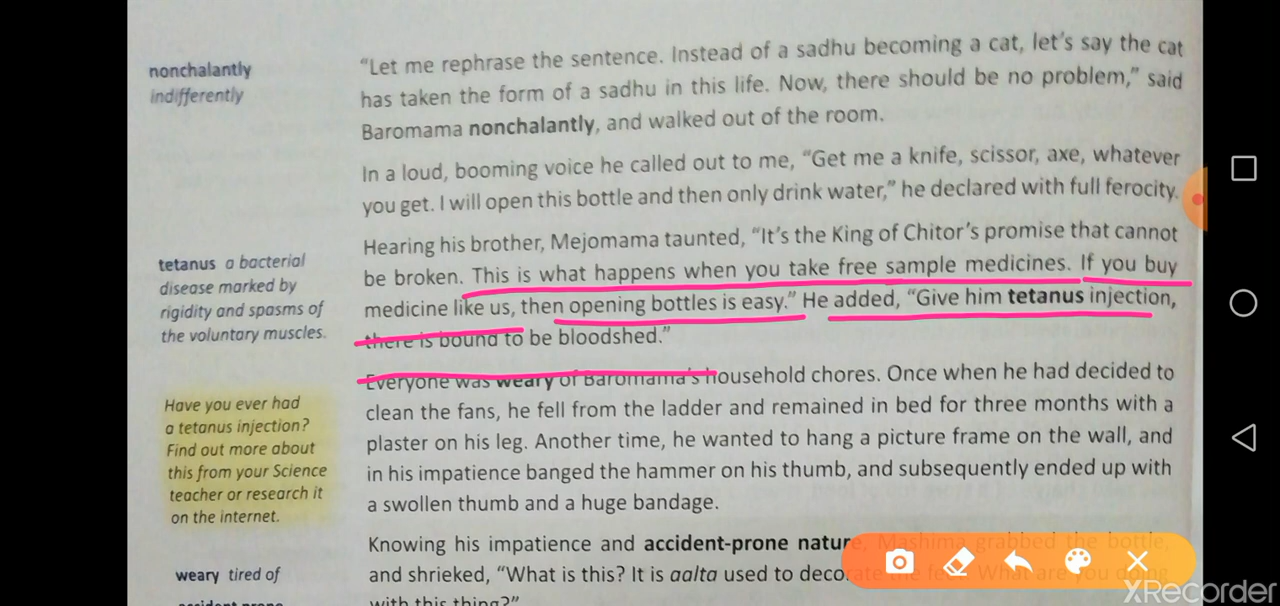 nonchalantly
indifferently
“Let me rephrase the sentence. Instead of a sadhu becoming a cat, let’s say the cat
has taken the form of a sadhu in this life. Now, there should be no problem,” said
Baromama nonchalantly, and walked out of the room.
In a loud, booming voice he called out to me, “Get me a knife, scissor, axe, whatever
you get. I will open this bottle and then only drink water,” he declared with full ferocity.
tetanus a bacterial
disease marked by
rigidity and spasms of
the voluntary muscles.
Hearing his brother, Mejomama taunted, “It’s the King of Chitor’s promise that cannot
be broken. This is what happens when you take free sample medicines. If you buy
medicine like us, then opening bottles is easy.” He added, “Give him tetanus injection,
there is bound to be bloodshed.”
Have you ever had
a tetanus injection?
Find out more about
this from your Science
teacher or research it
on the internet.
Everyone was weary of Baromama’s household chores. Once when he had decided to
clean the fans, he fell from the ladder and remained in bed for three months with a
plaster on his leg. Another time, he wanted to hang a picture frame on the wall, and
in his impatience banged the hammer on his thumb, and subsequently ended up with
a swollen thumb and a huge bandage.
weary tired of
accident-prone
Knowing his impatience and accident-prone nature, Mashima grabbed the bottle,
and shrieked, “What is this? It is aalta used to decorate the feet. What are you doing
with this thing?”
XRecorder